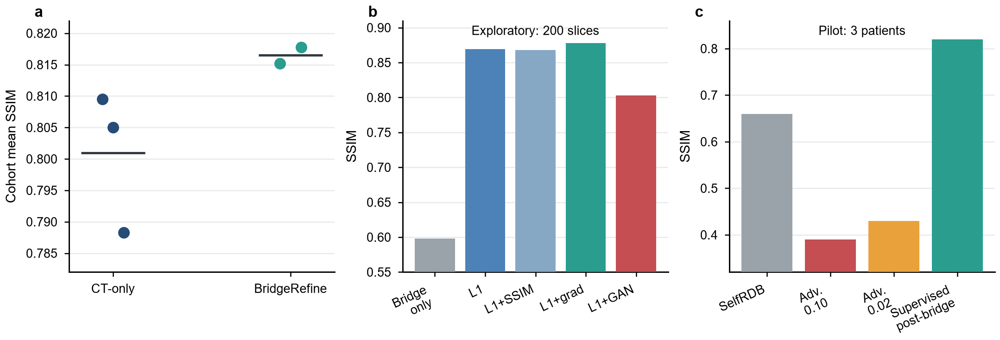 a
Cohort mean SSIM
0.820
0.815
0.810
0.805
0.800
0.795
0.790
0.785
CT-only
BridgeRefine
b
Exploratory: 200 slices
SSIM
0.90
0.85
0.80
0.75
0.70
0.65
0.60
0.55
Bridge
only
L1
L1+SSIM
L1+grad
L1+GAN
c
Pilot: 3 patients
SSIM
0.8
0.7
0.6
0.5
0.4
SelfRDB
Adv.
0.10
Adv.
0.02
Supervised
post-bridge